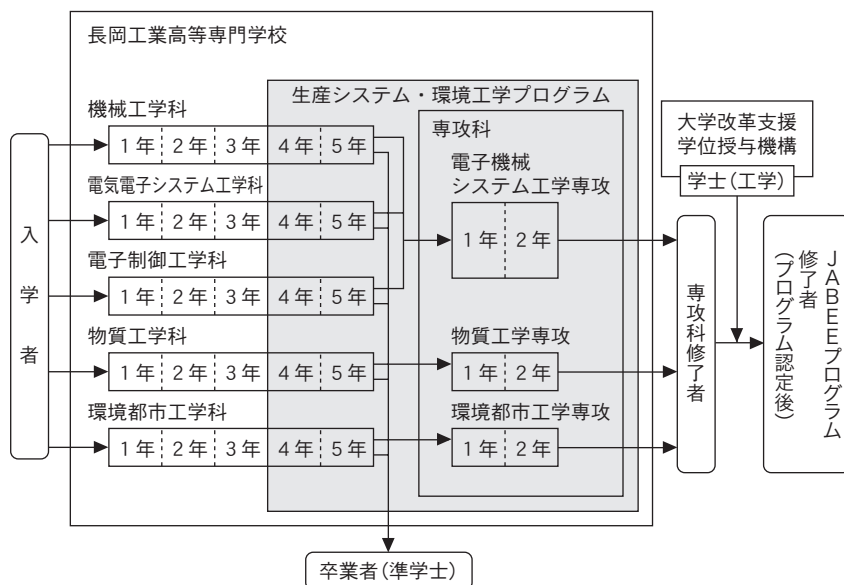 長岡工業高等専門学校
生産システム・環境工学プログラム
入学者
機械工学科
1年 2年 3年 4年 5年
電気電子システム工学科
1年 2年 3年 4年 5年
電子制御工学科
1年 2年 3年 4年 5年
物質工学科
1年 2年 3年 4年 5年
環境都市工学科
1年 2年 3年 4年 5年
専攻科
電子機械
システム工学専攻
1年 2年
物質工学専攻
1年 2年
環境都市工学専攻
1年 2年
大学改革支援
学位授与機構
学士(工学)
専攻科修了者
JABEEプログラム
修了者
(プログラム認定後)
卒業者(準学士)